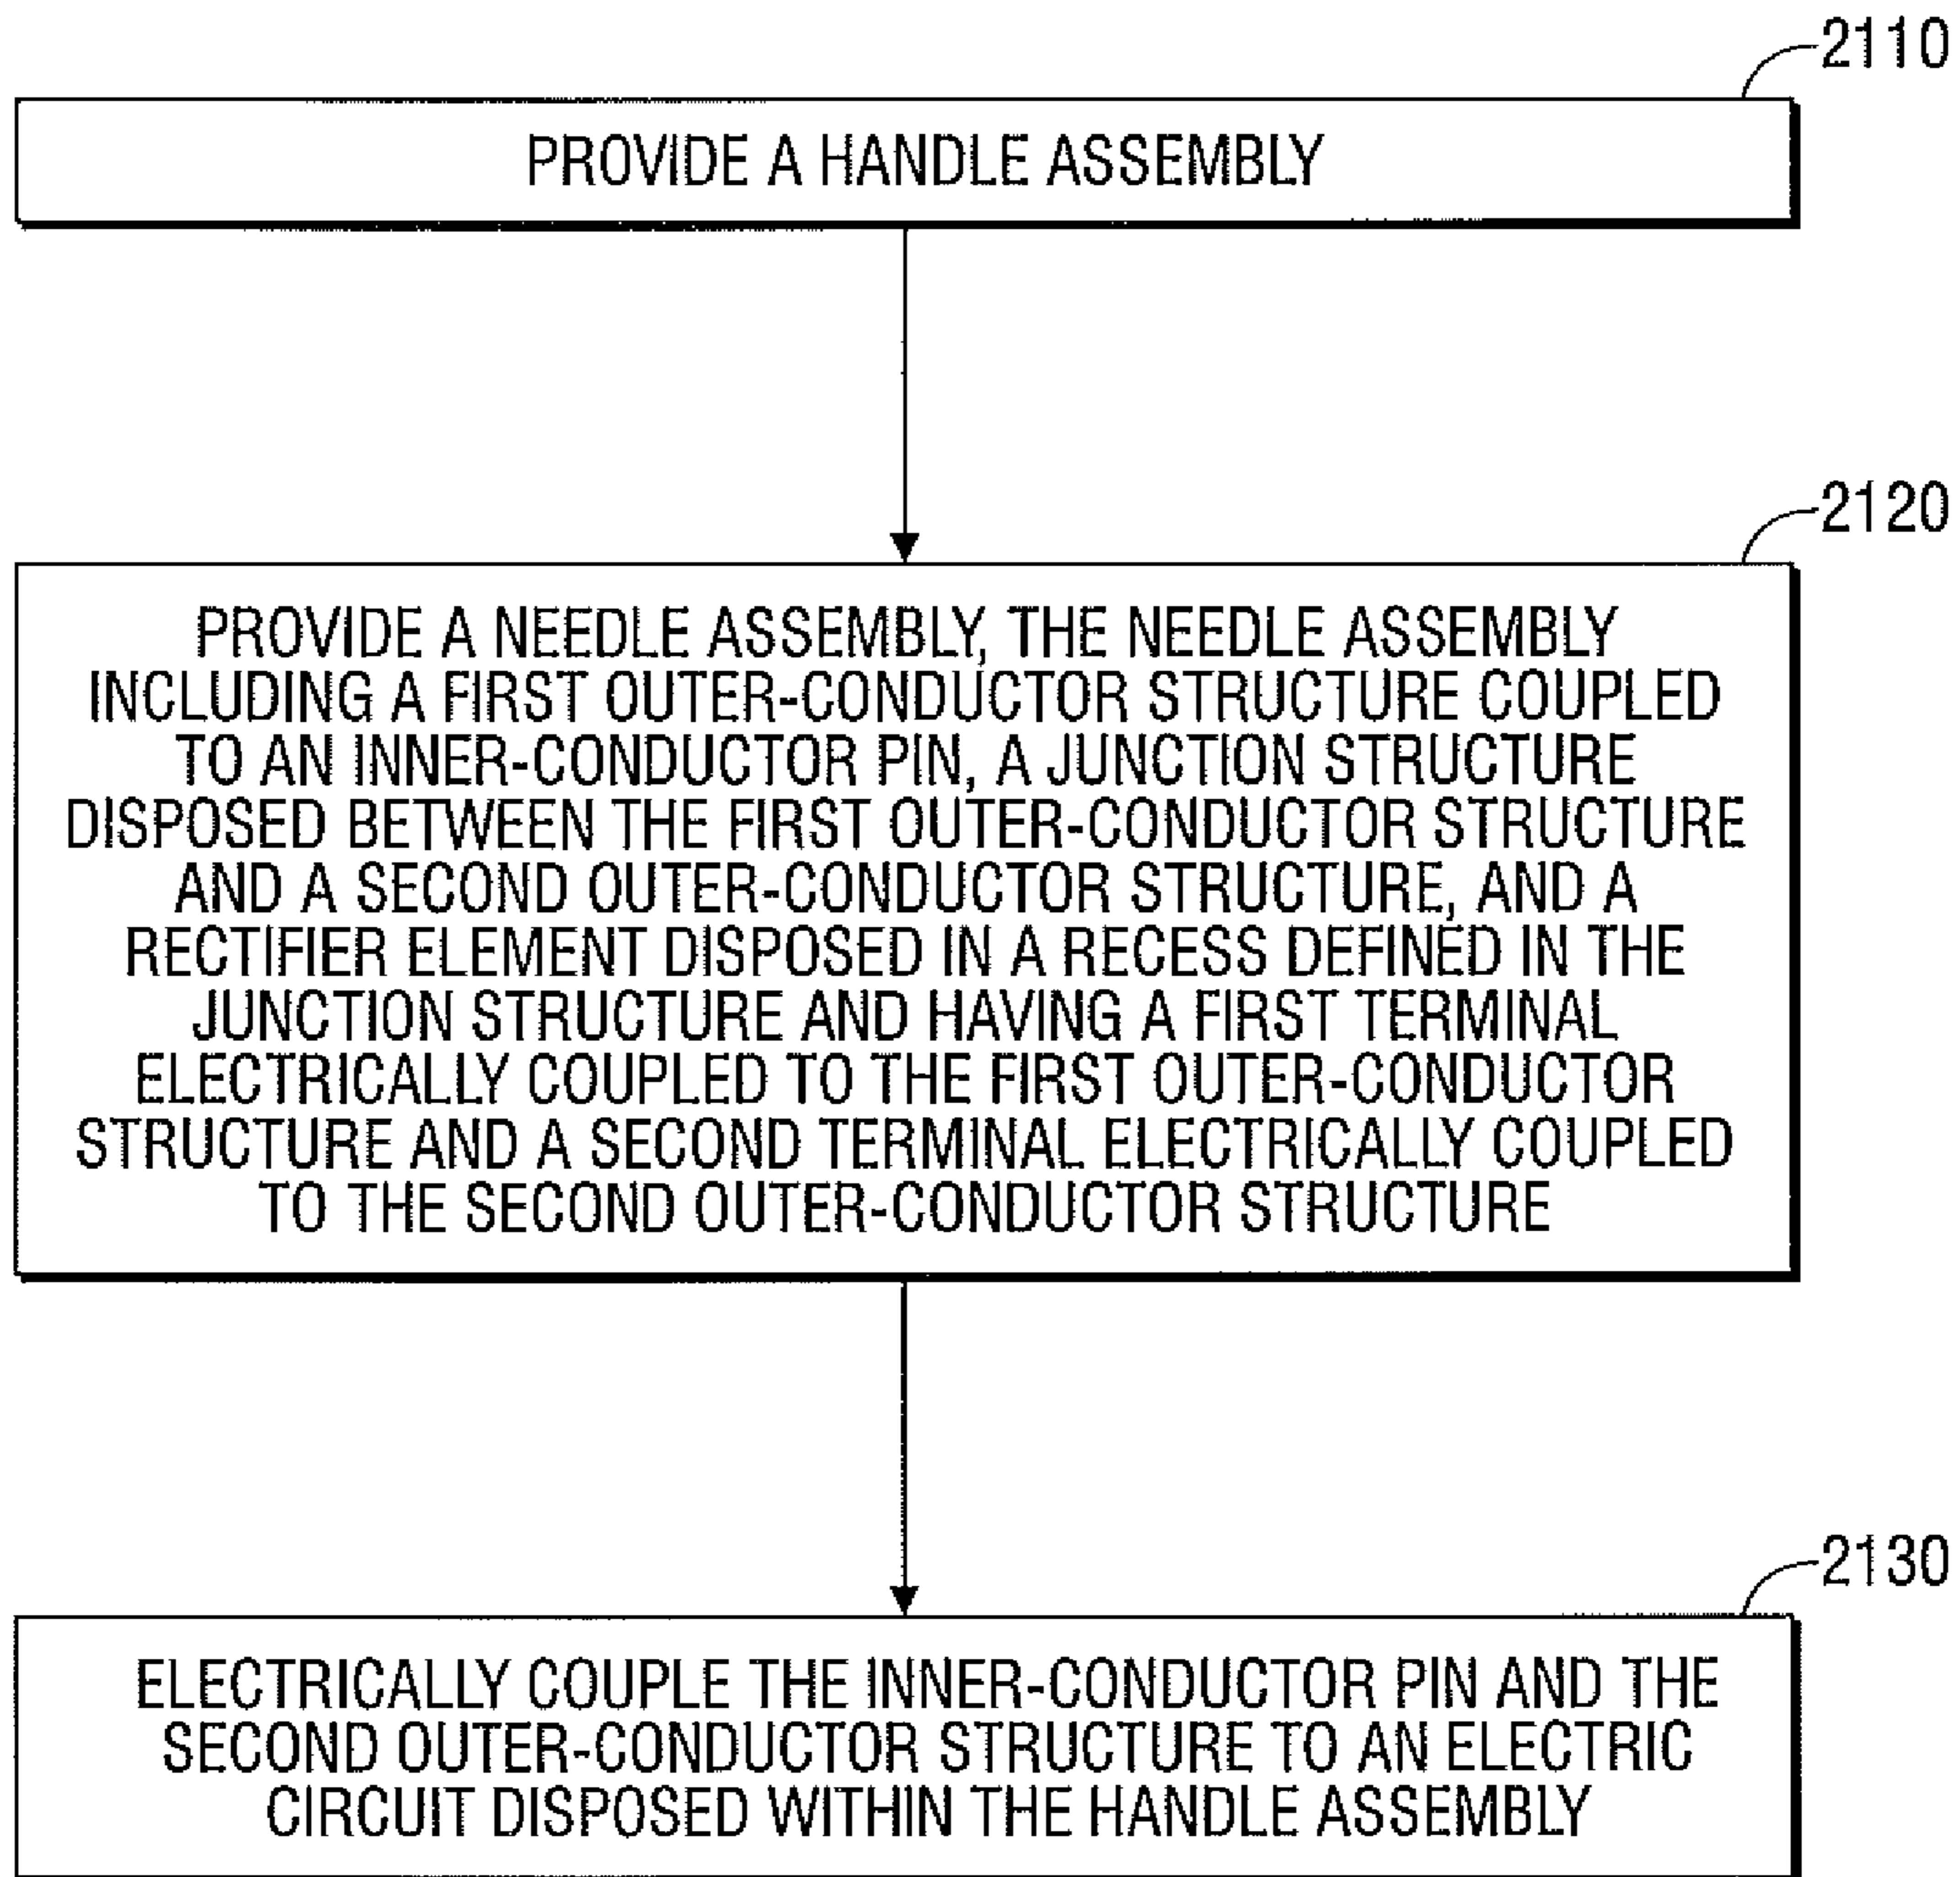 2110
PROVIDE A HANDLE ASSEMBLY
2120
PROVIDE A NEEDLE ASSEMBLY, THE NEEDLE ASSEMBLY
INCLUDING A FIRST OUTER-CONDUCTOR STRUCTURE COUPLED
TO AN INNER-CONDUCTOR PIN, A JUNCTION STRUCTURE
DISPOSED BETWEEN THE FIRST OUTER-CONDUCTOR STRUCTURE
AND A SECOND OUTER-CONDUCTOR STRUCTURE, AND A
RECTIFIER ELEMENT DISPOSED IN A RECESS DEFINED IN THE
JUNCTION STRUCTURE AND HAVING A FIRST TERMINAL
ELECTRICALLY COUPLED TO THE FIRST OUTER-CONDUCTOR
STRUCTURE AND A SECOND TERMINAL ELECTRICALLY COUPLED
TO THE SECOND OUTER-CONDUCTOR STRUCTURE
2130
ELECTRICALLY COUPLE THE INNER-CONDUCTOR PIN AND THE
SECOND OUTER-CONDUCTOR STRUCTURE TO AN ELECTRIC
CIRCUIT DISPOSED WITHIN THE HANDLE ASSEMBLY